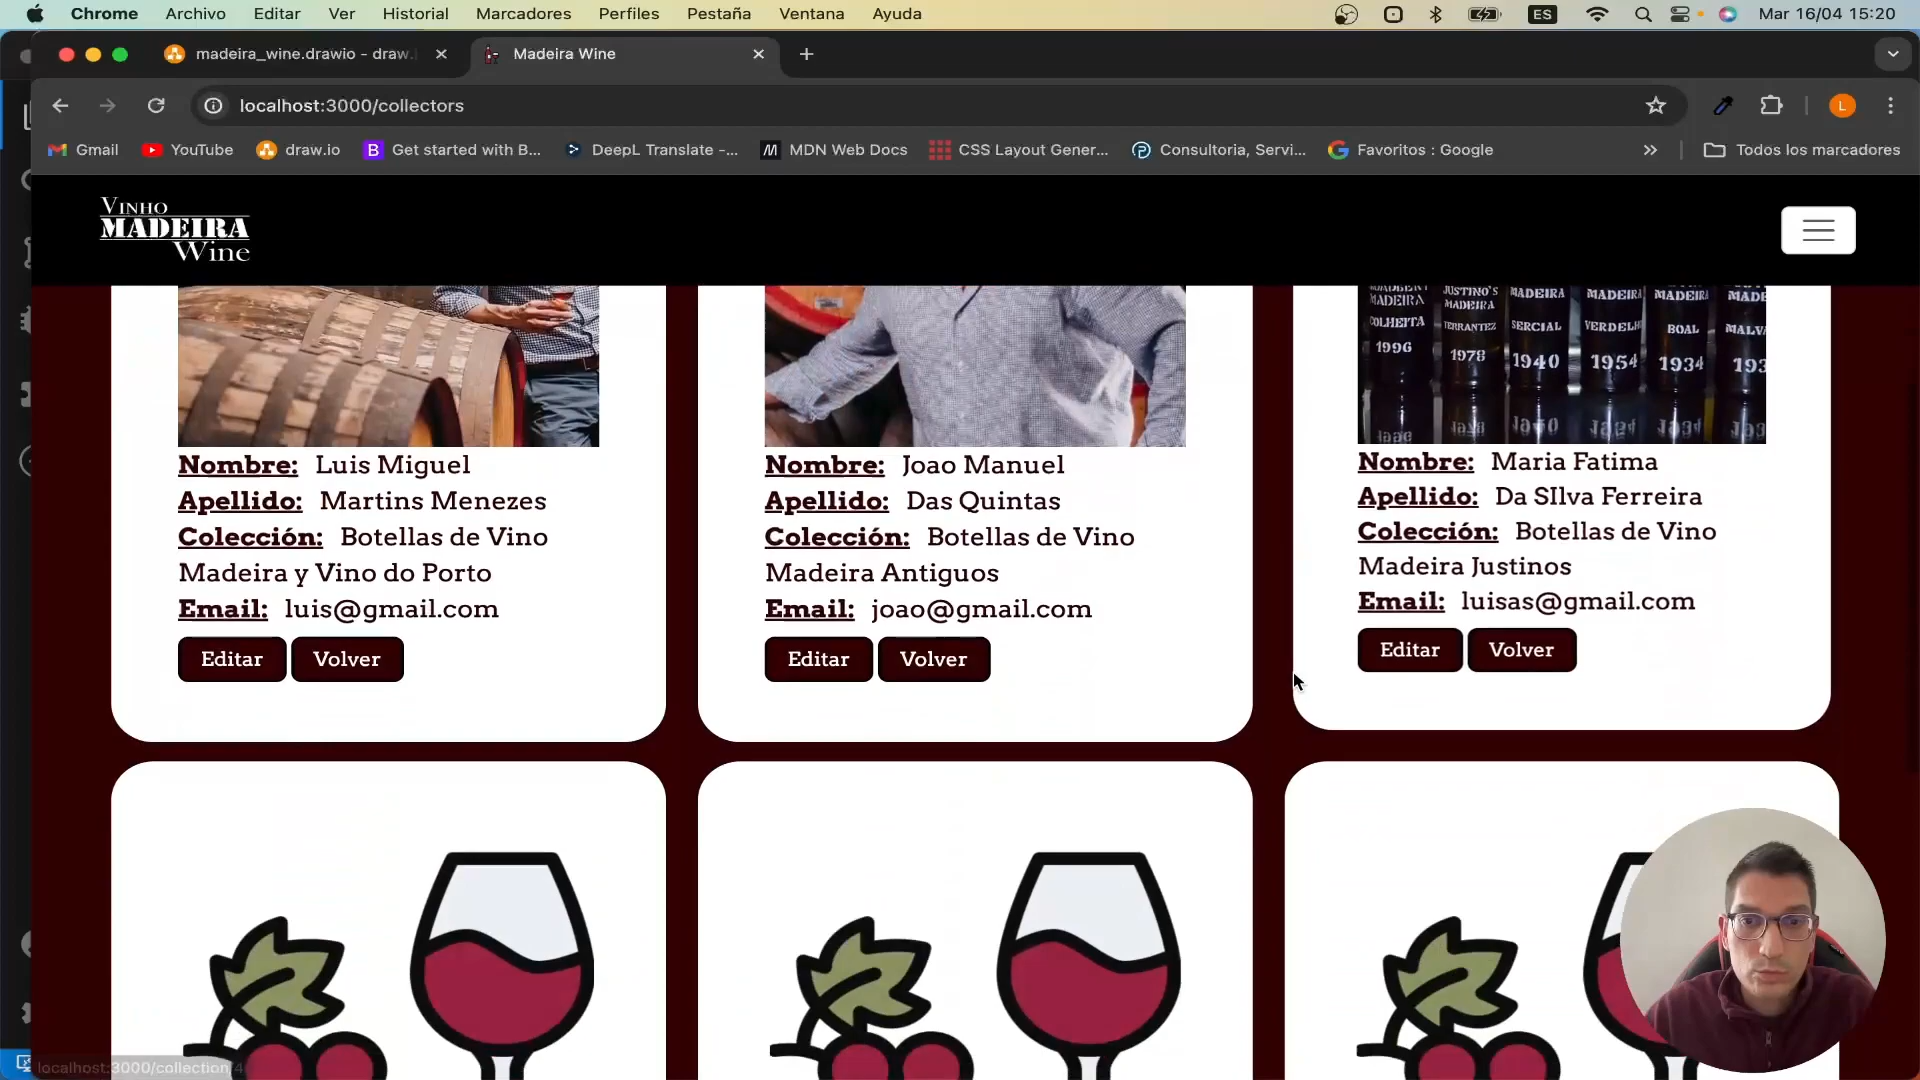 Chrome Archivo Editar Ver Historial Marcadores Perfiles Pestaña Ventana Ayuda ES Mar 16/04 15:20
madeira_wine.drawio - draw.i Madeira Wine
localhost:3000/collectors L
Gmail YouTube draw.io B Get started with B... DeepL Translate -... MDN Web Docs CSS Layout Gener... Consultoria, Servi... Favoritos : Google » Todos los marcadores
VINHO
MADEIRA
Wine
MADEIRA JUSTINO'S MADEIRA MADEIRA MADEIRA MADE
COLHEITA MADEIRA
TERRANTEZ SERCIAL VERDELH BOAL MALVA
1996 1978 1940 1954 1934 193
Nombre: Luis Miguel
Apellido: Martins Menezes
Colección: Botellas de Vino
Madeira y Vino do Porto
Email: luis@gmail.com
Editar Volver
Nombre: Joao Manuel
Apellido: Das Quintas
Colección: Botellas de Vino
Madeira Antiguos
Email: joao@gmail.com
Editar Volver
Nombre: Maria Fatima
Apellido: Da SIlva Ferreira
Colección: Botellas de Vino
Madeira Justinos
Email: luisas@gmail.com
Editar Volver
localhost:3000/collection/4